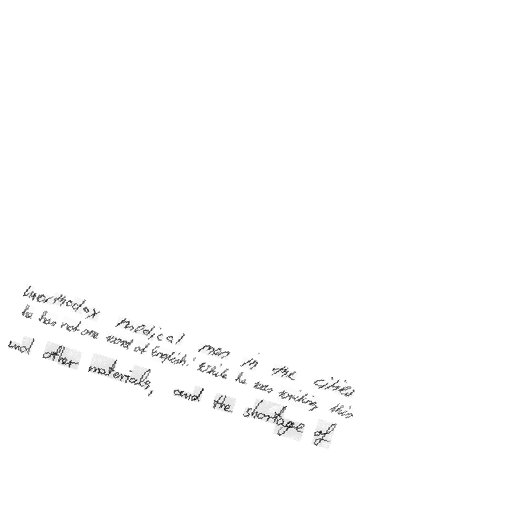 unorthodox medical men in the cities
he has not one word of English. While he was writing this
and other materials, and the shortage of